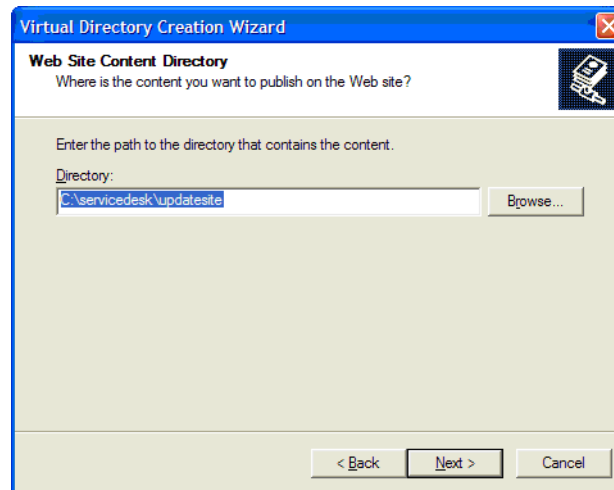 Virtual Directory Creation Wizard
Web Site Content Directory
Where is the content you want to publish on the Web site?
Enter the path to the directory that contains the content.
Directory:
C:\servicedesk\updatesite
Browse...
< Back
Next >
Cancel